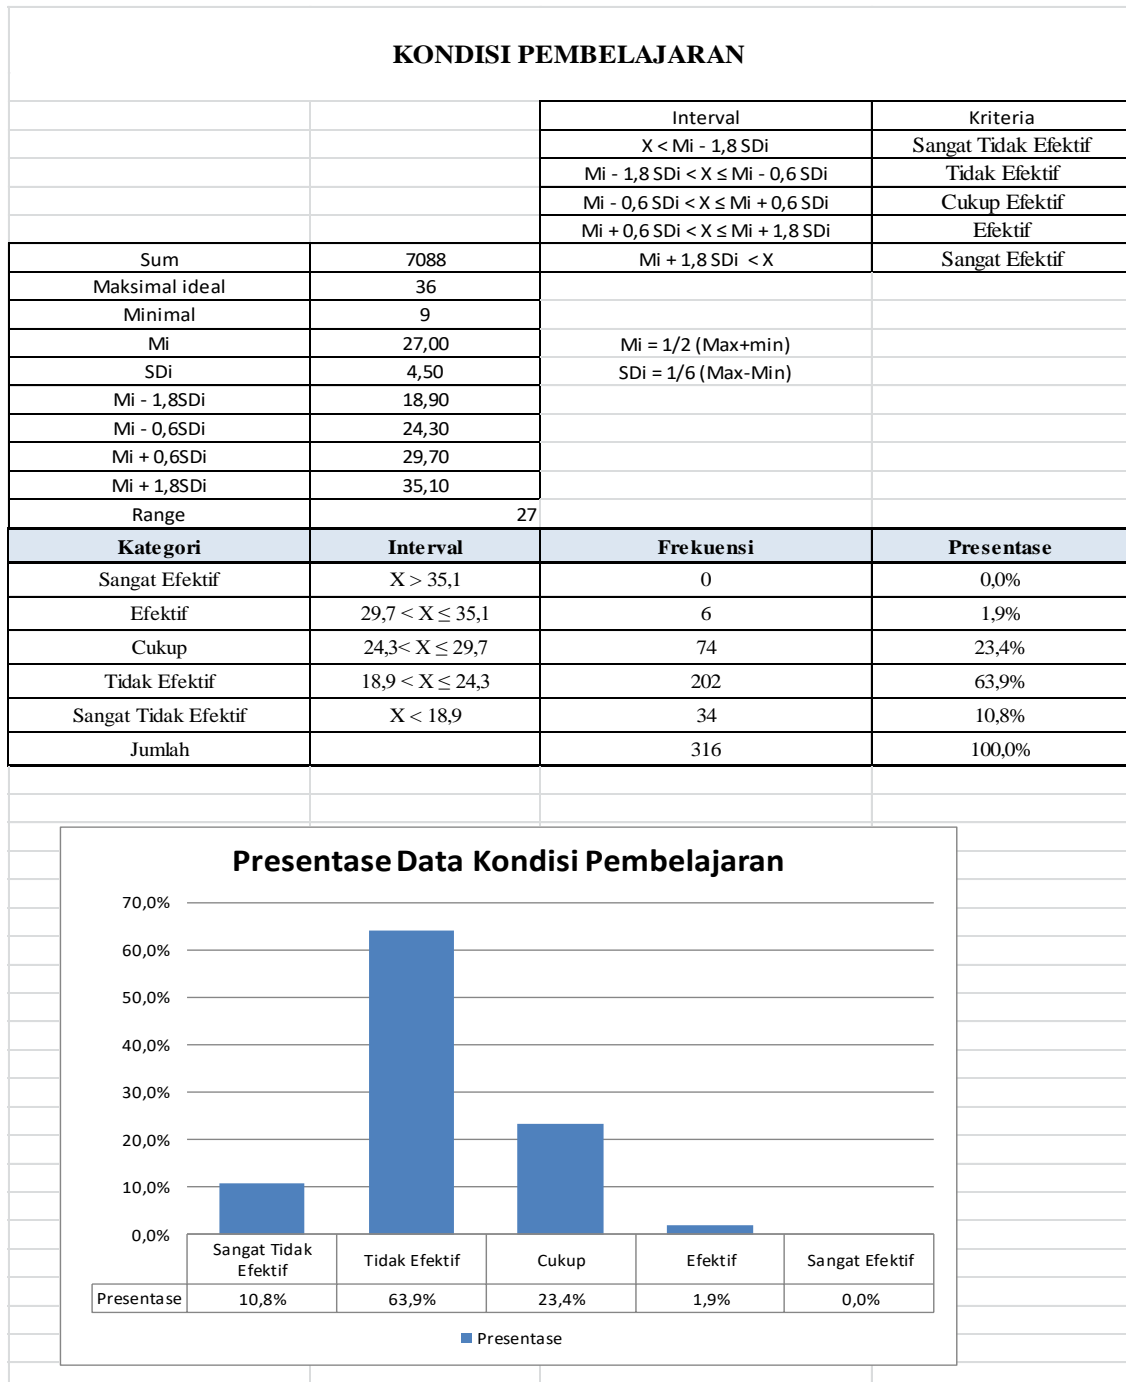 KONDISI PEMBELAJARAN
Interval Kriteria
X < Mi - 1,8 SDi Sangat Tidak Efektif
Mi - 1,8 SDi < X ≤ Mi - 0,6 SDi Tidak Efektif
Mi - 0,6 SDi < X ≤ Mi + 0,6 SDi Cukup Efektif
Mi + 0,6 SDi < X ≤ Mi + 1,8 SDi Efektif
Sum 7088 Mi + 1,8 SDi < X Sangat Efektif
Maksimal ideal 36
Minimal 9
Mi 27,00 Mi = 1/2 (Max+min)
SDi 4,50 SDi = 1/6 (Max-Min)
Mi - 1,8SDi 18,90
Mi - 0,6SDi 24,30
Mi + 0,6SDi 29,70
Mi + 1,8SDi 35,10
Range 27
Kategori Interval Frekuensi Presentase
Sangat Efektif X > 35,1 0 0,0%
Efektif 29,7 < X ≤ 35,1 6 1,9%
Cukup 24,3< X ≤ 29,7 74 23,4%
Tidak Efektif 18,9 < X ≤ 24,3 202 63,9%
Sangat Tidak Efektif X < 18,9 34 10,8%
Jumlah 316 100,0%
Presentase Data Kondisi Pembelajaran
70,0%
60,0%
50,0%
40,0%
30,0%
20,0%
10,0%
0,0%
Sangat Tidak Efektif Tidak Efektif Cukup Efektif Sangat Efektif
Presentase 10,8% 63,9% 23,4% 1,9% 0,0%
Presentase